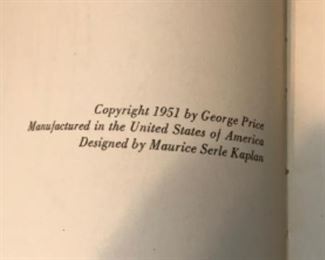 Copyright 1951 by George Price
Manufactured in the United States of America
Designed by Maurice Serle Kaplan